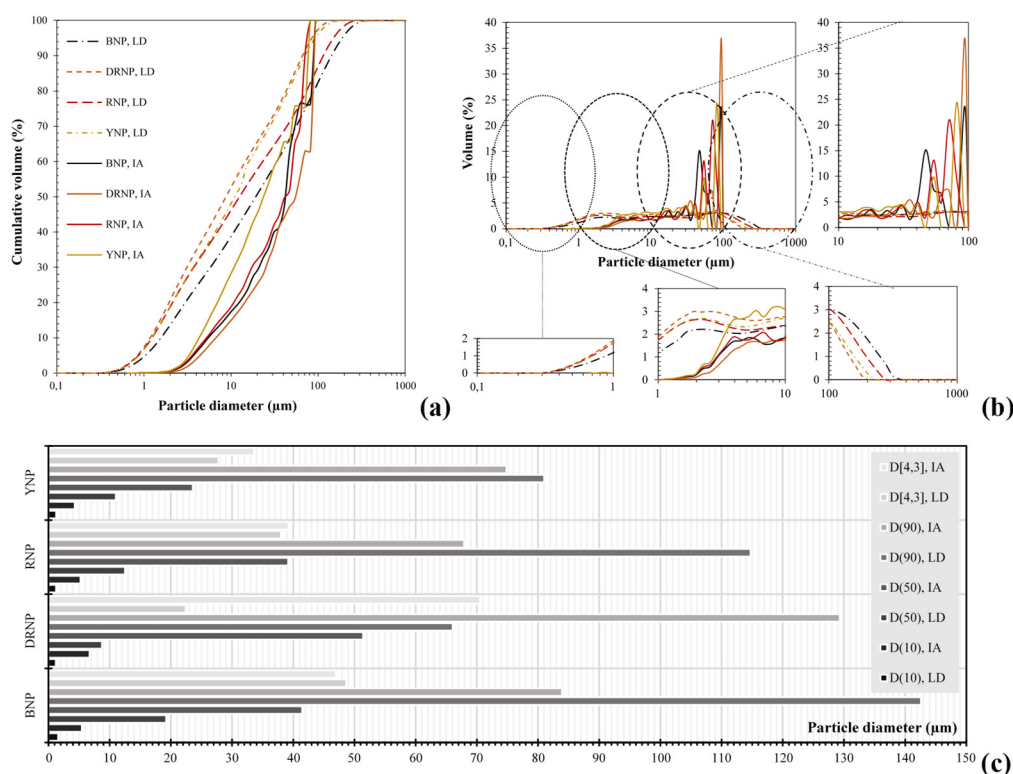 100
90
80
70
60
50
40
30
20
10
0
Cumulative volume (%)
BNP, LD
DRNP, LD
RNP, LD
YNP, LD
BNP, IA
DRNP, IA
RNP, IA
YNP, IA
0,1 1 10 100 1000
Particle diameter (µm)
(a)
40
35
30
25
20
15
10
5
0
Volume (%)
0,1 1 10 100 1000
Particle diameter (µm)
40
35
30
25
20
15
10
5
0
10 100
2
1
0
0,1 1
4
3
2
1
0
1 10
4
3
2
1
0
100 1000
(b)
YNP
RNP
DRNP
BNP
D[4,3], IA
D[4,3], LD
D(90), IA
D(90), LD
D(50), IA
D(50), LD
D(10), IA
D(10), LD
Particle diameter (µm)
0 10 20 30 40 50 60 70 80 90 100 110 120 130 140 150
(c)